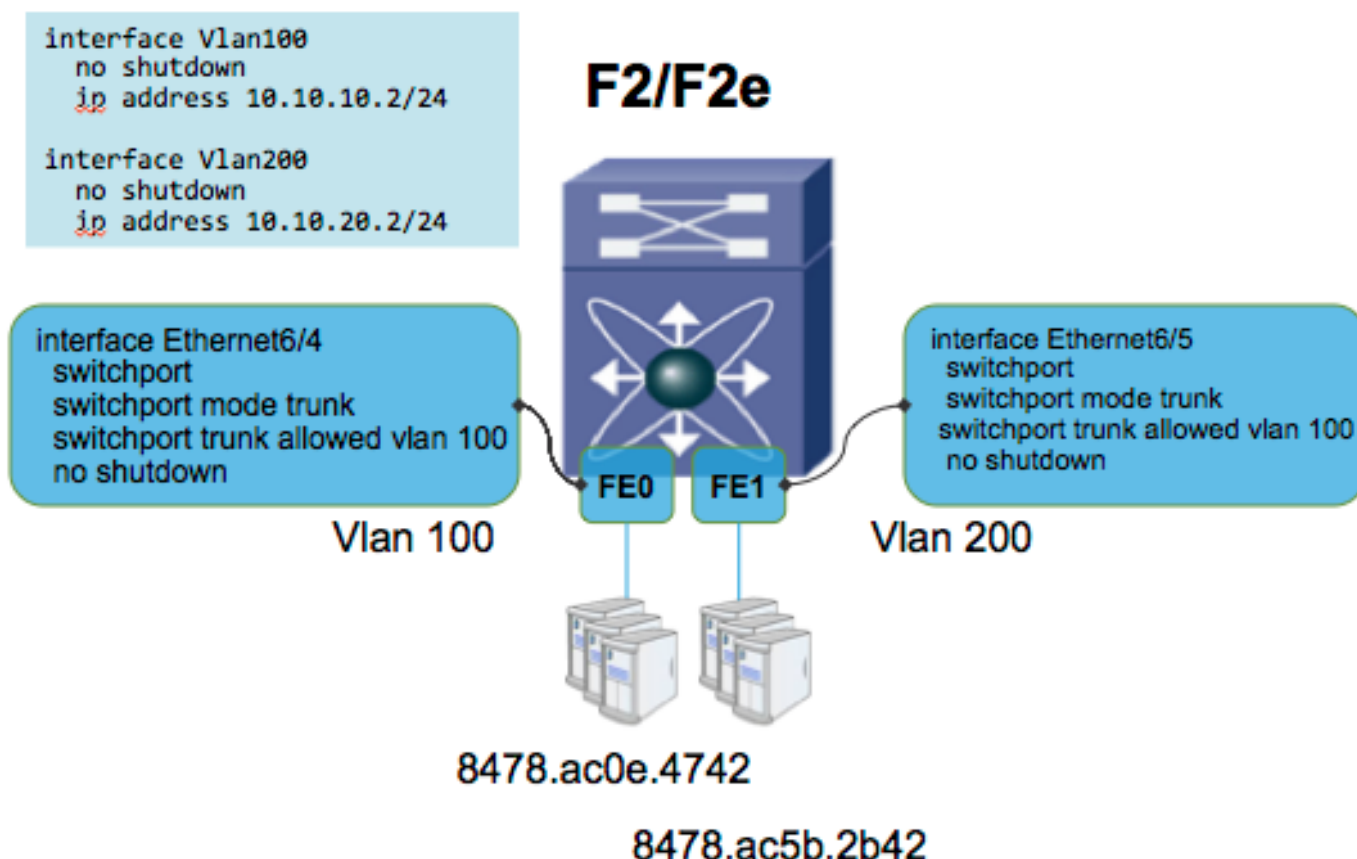 interface Vlan100
no shutdown
ip address 10.10.10.2/24
interface Vlan200
no shutdown
ip address 10.10.20.2/24
F2/F2e
interface Ethernet6/4
switchport
switchport mode trunk
switchport trunk allowed vlan 100
no shutdown
interface Ethernet6/5
switchport
switchport mode trunk
switchport trunk allowed vlan 100
no shutdown
FE0
FE1
Vlan 100
Vlan 200
8478.ac0e.4742
8478.ac5b.2b42